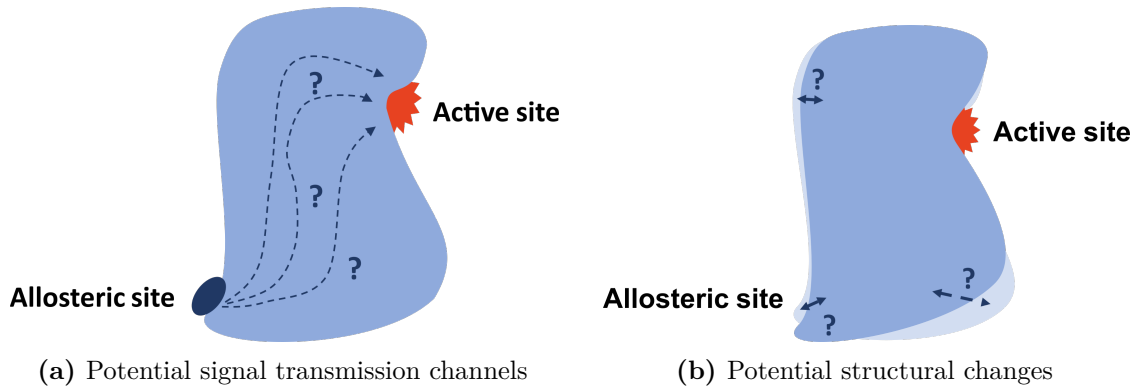 ?
Active site
?
?
Allosteric site
(a) Potential signal transmission channels
?
Active site
?
Allosteric site
?
(b) Potential structural changes